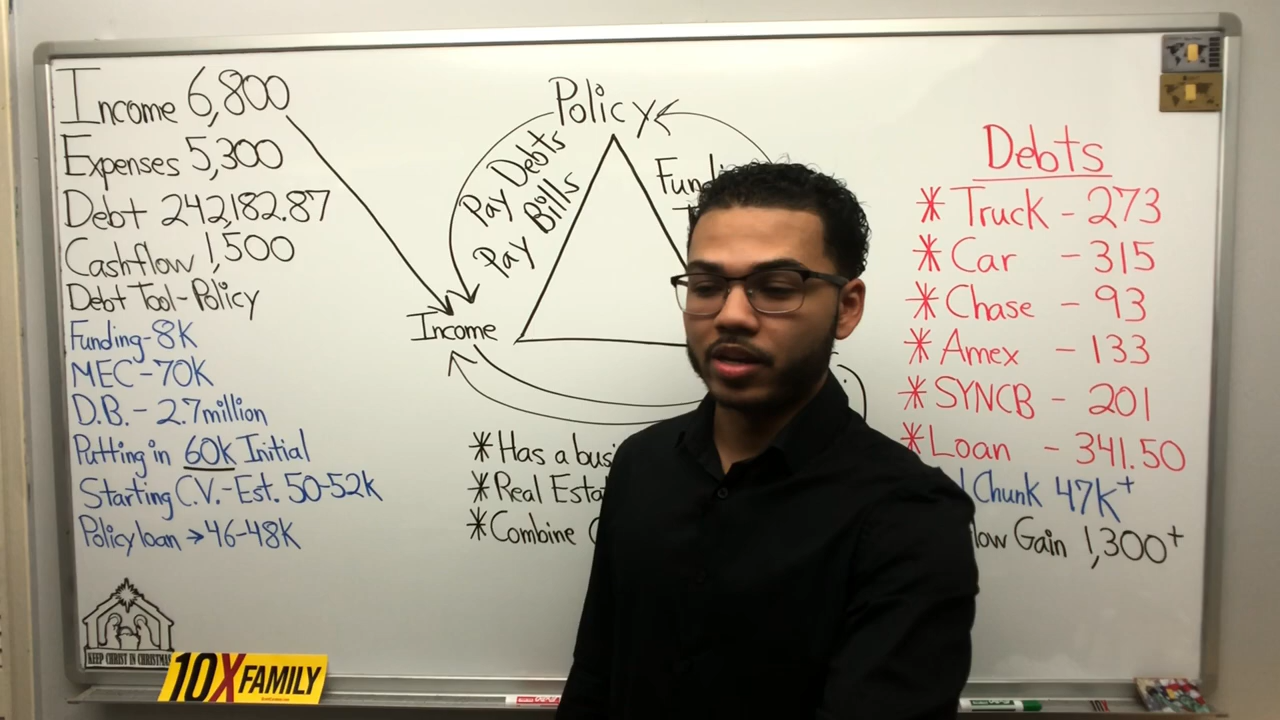 Income 6,800
Expenses 5,300
Debt 242,182.87
Cashflow 1,500
Debt Tool-Policy
Funding-8K
MEC-70K
D.B.-2.7million
Putting in 60K Initial
Starting C.V.-Est. 50-52K
Policy loan → 46-48K
KEEP CHRIST IN CHRISTMAS
10X FAMILY
Policy
Pay Debts
Pay Bills
Income
* Has a busi
* Real Esta
* Combine
Debts
* Truck - 273
* Car - 315
* Chase - 93
* Amex - 133
* SYNCB - 201
* Loan - 341.50
Chunk 47K+
low Gain 1,300+
10X